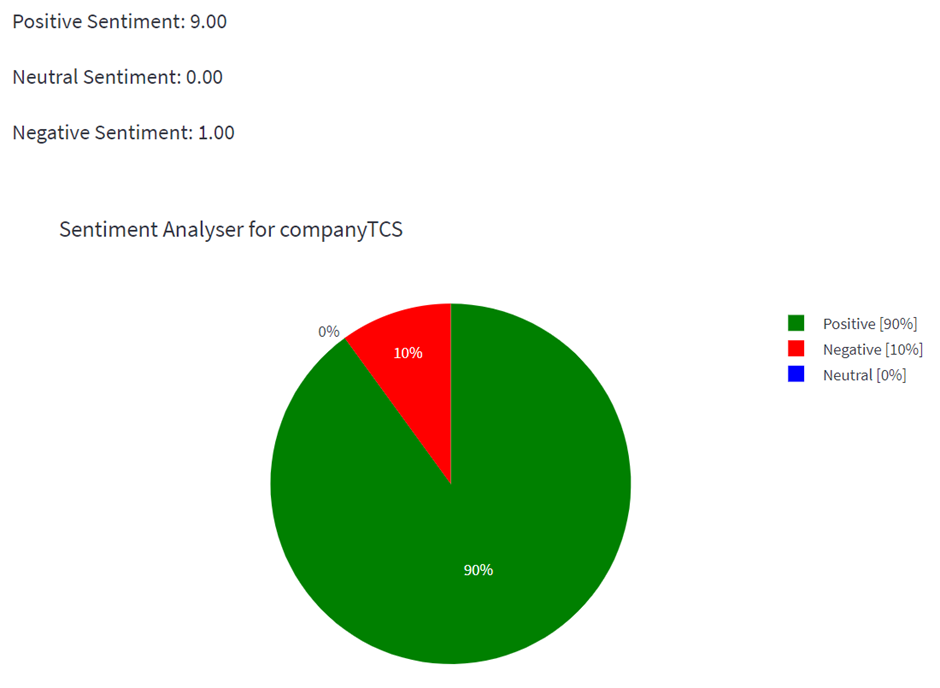 Positive Sentiment: 9.00
Neutral Sentiment: 0.00
Negative Sentiment: 1.00
Sentiment Analyser for companyTCS
0%
10%
90%
Positive [90%]
Negative [10%]
Neutral [0%]